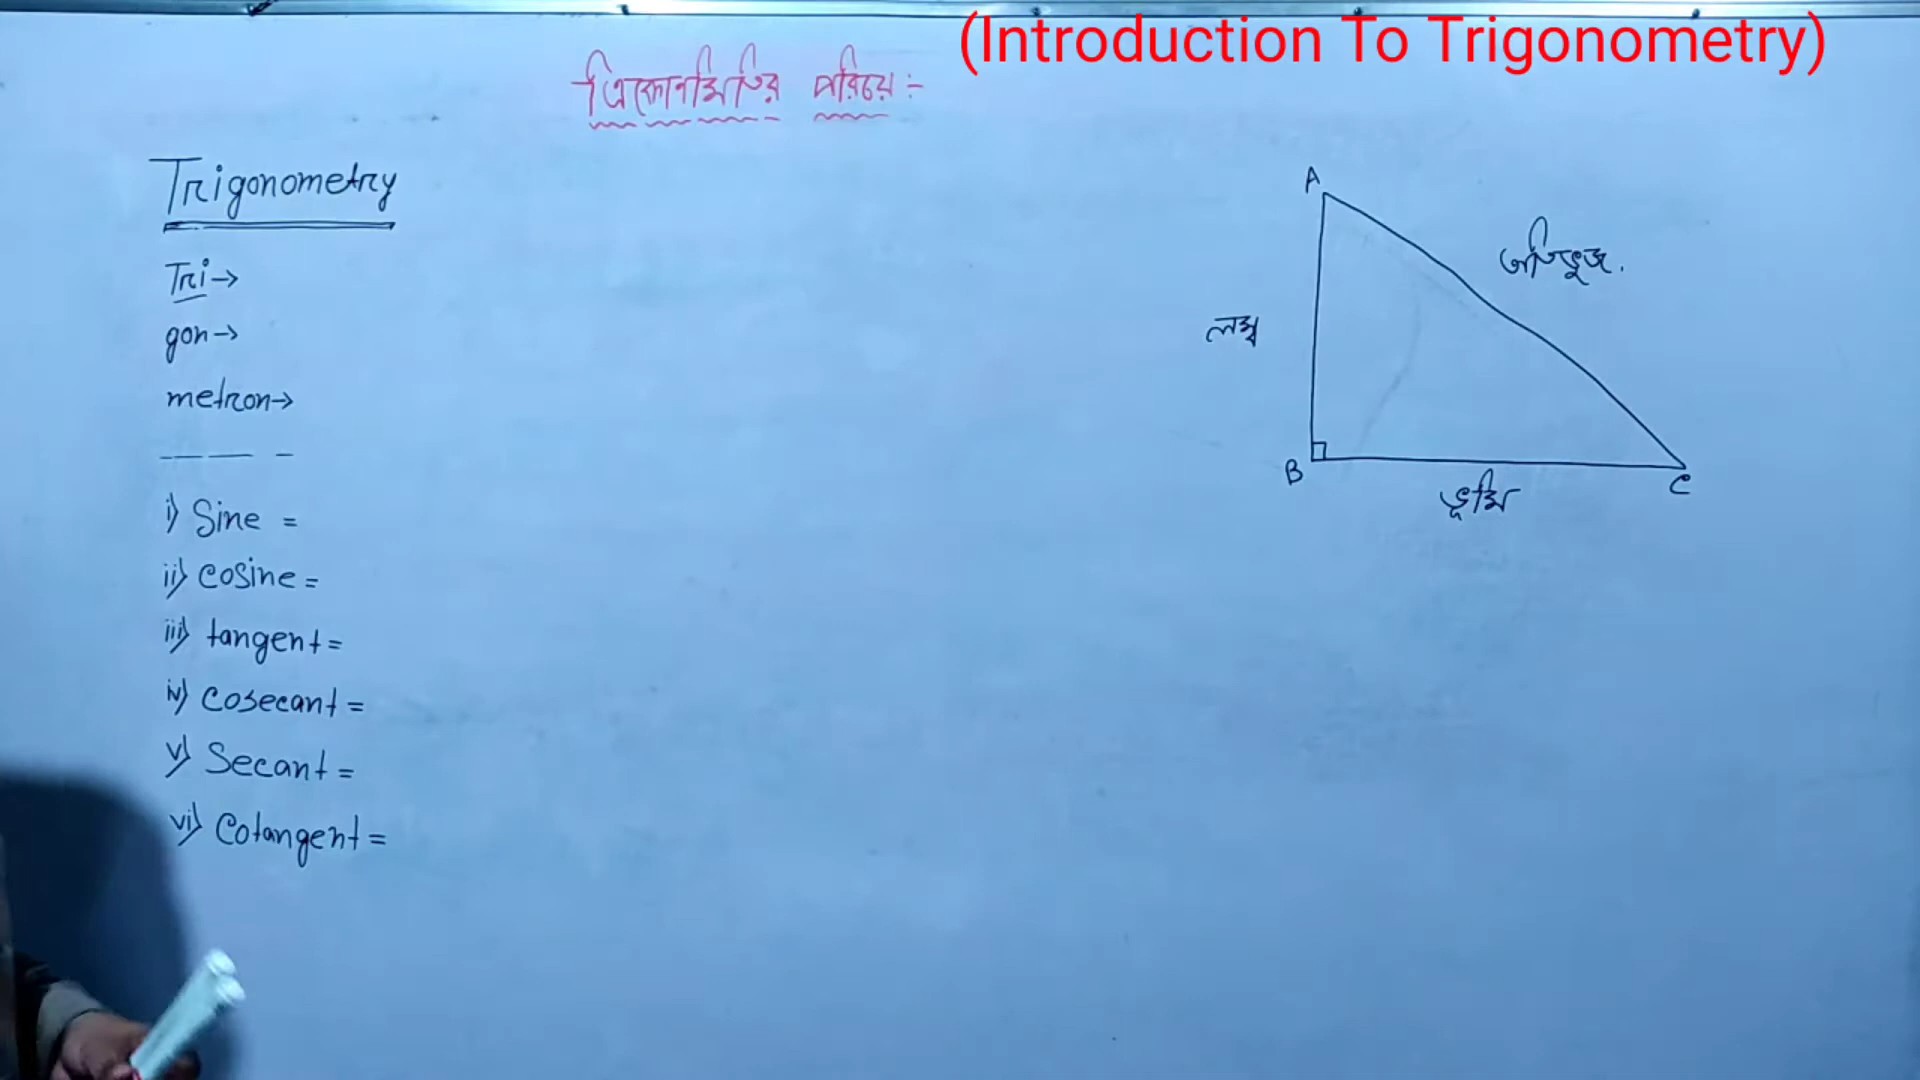 (Introduction To Trigonometry)
ত্রিকোনমিতির পরিচয়:-
Trigonometry
Tri→
gon→
metron→
i) Sine =
ii) cosine =
iii) tangent =
iv) cosecant =
v) Secant =
vi) Cotangent =
A
অতিভুজ.
লম্ব
B
C
ভূমি